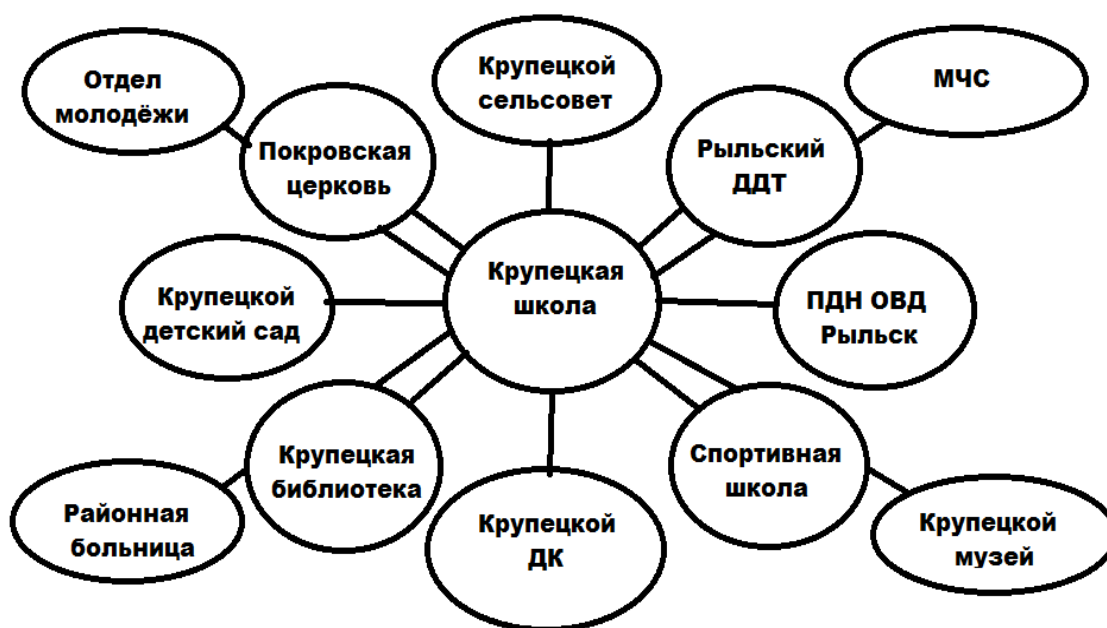 Отдел
молодёжи
Крупецкой
сельсовет
МЧС
Покровская
церковь
Рыльский
ДДТ
Крупецкая
школа
Крупецкой
детский сад
ПДН ОВД
Рыльск
Крупецкая
библиотека
Спортивная
школа
Районная
больница
Крупецкой
ДК
Крупецкой
музей